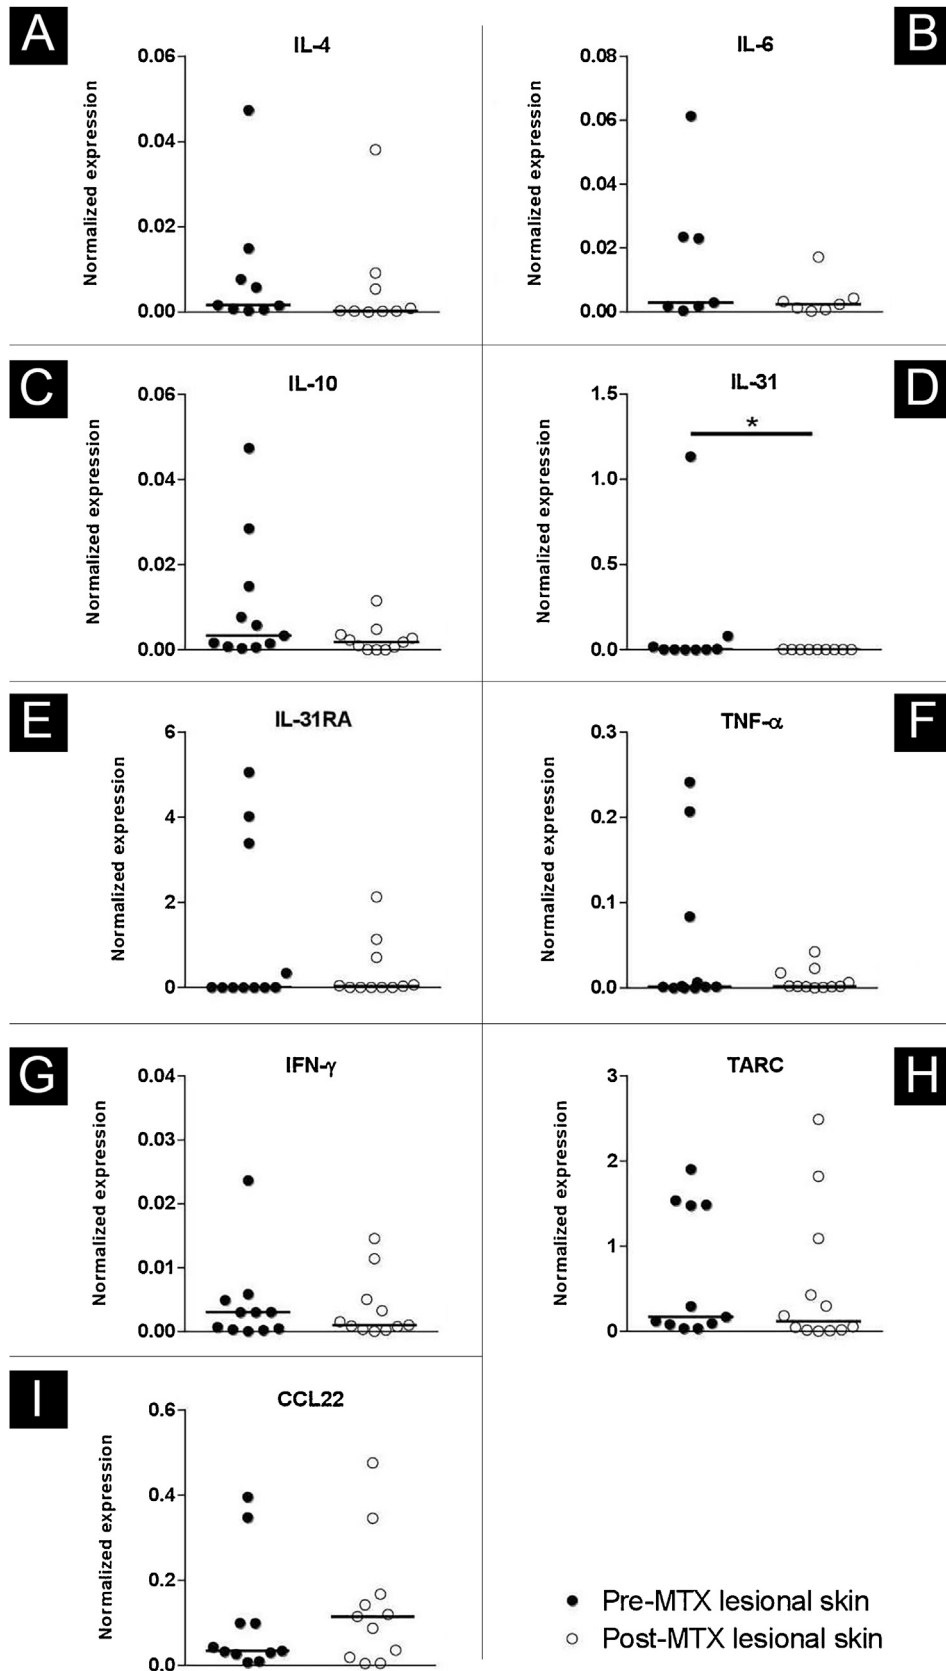 A
IL-4
Normalized expression
0.06
0.04
0.02
0.00
B
IL-6
Normalized expression
0.08
0.06
0.04
0.02
0.00
C
IL-10
Normalized expression
0.06
0.04
0.02
0.00
D
IL-31
Normalized expression
1.5
1.0
0.5
0.0
*
E
IL-31RA
Normalized expression
6
4
2
0
F
TNF-α
Normalized expression
0.3
0.2
0.1
0.0
G
IFN-γ
Normalized expression
0.04
0.03
0.02
0.01
0.00
H
TARC
Normalized expression
3
2
1
0
I
CCL22
Normalized expression
0.6
0.4
0.2
0.0
Pre-MTX lesional skin
Post-MTX lesional skin